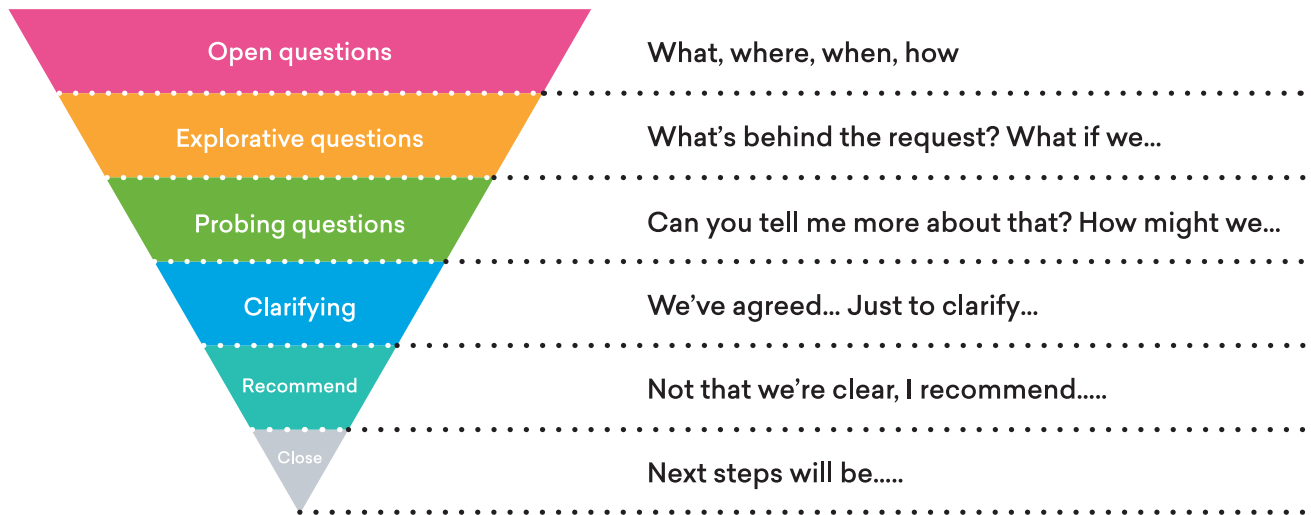 Open questions
What, where, when, how
Explorative questions
What’s behind the request? What if we...
Probing questions
Can you tell me more about that? How might we...
Clarifying
We’ve agreed... Just to clarify...
Recommend
Not that we’re clear, I recommend.....
Close
Next steps will be.....